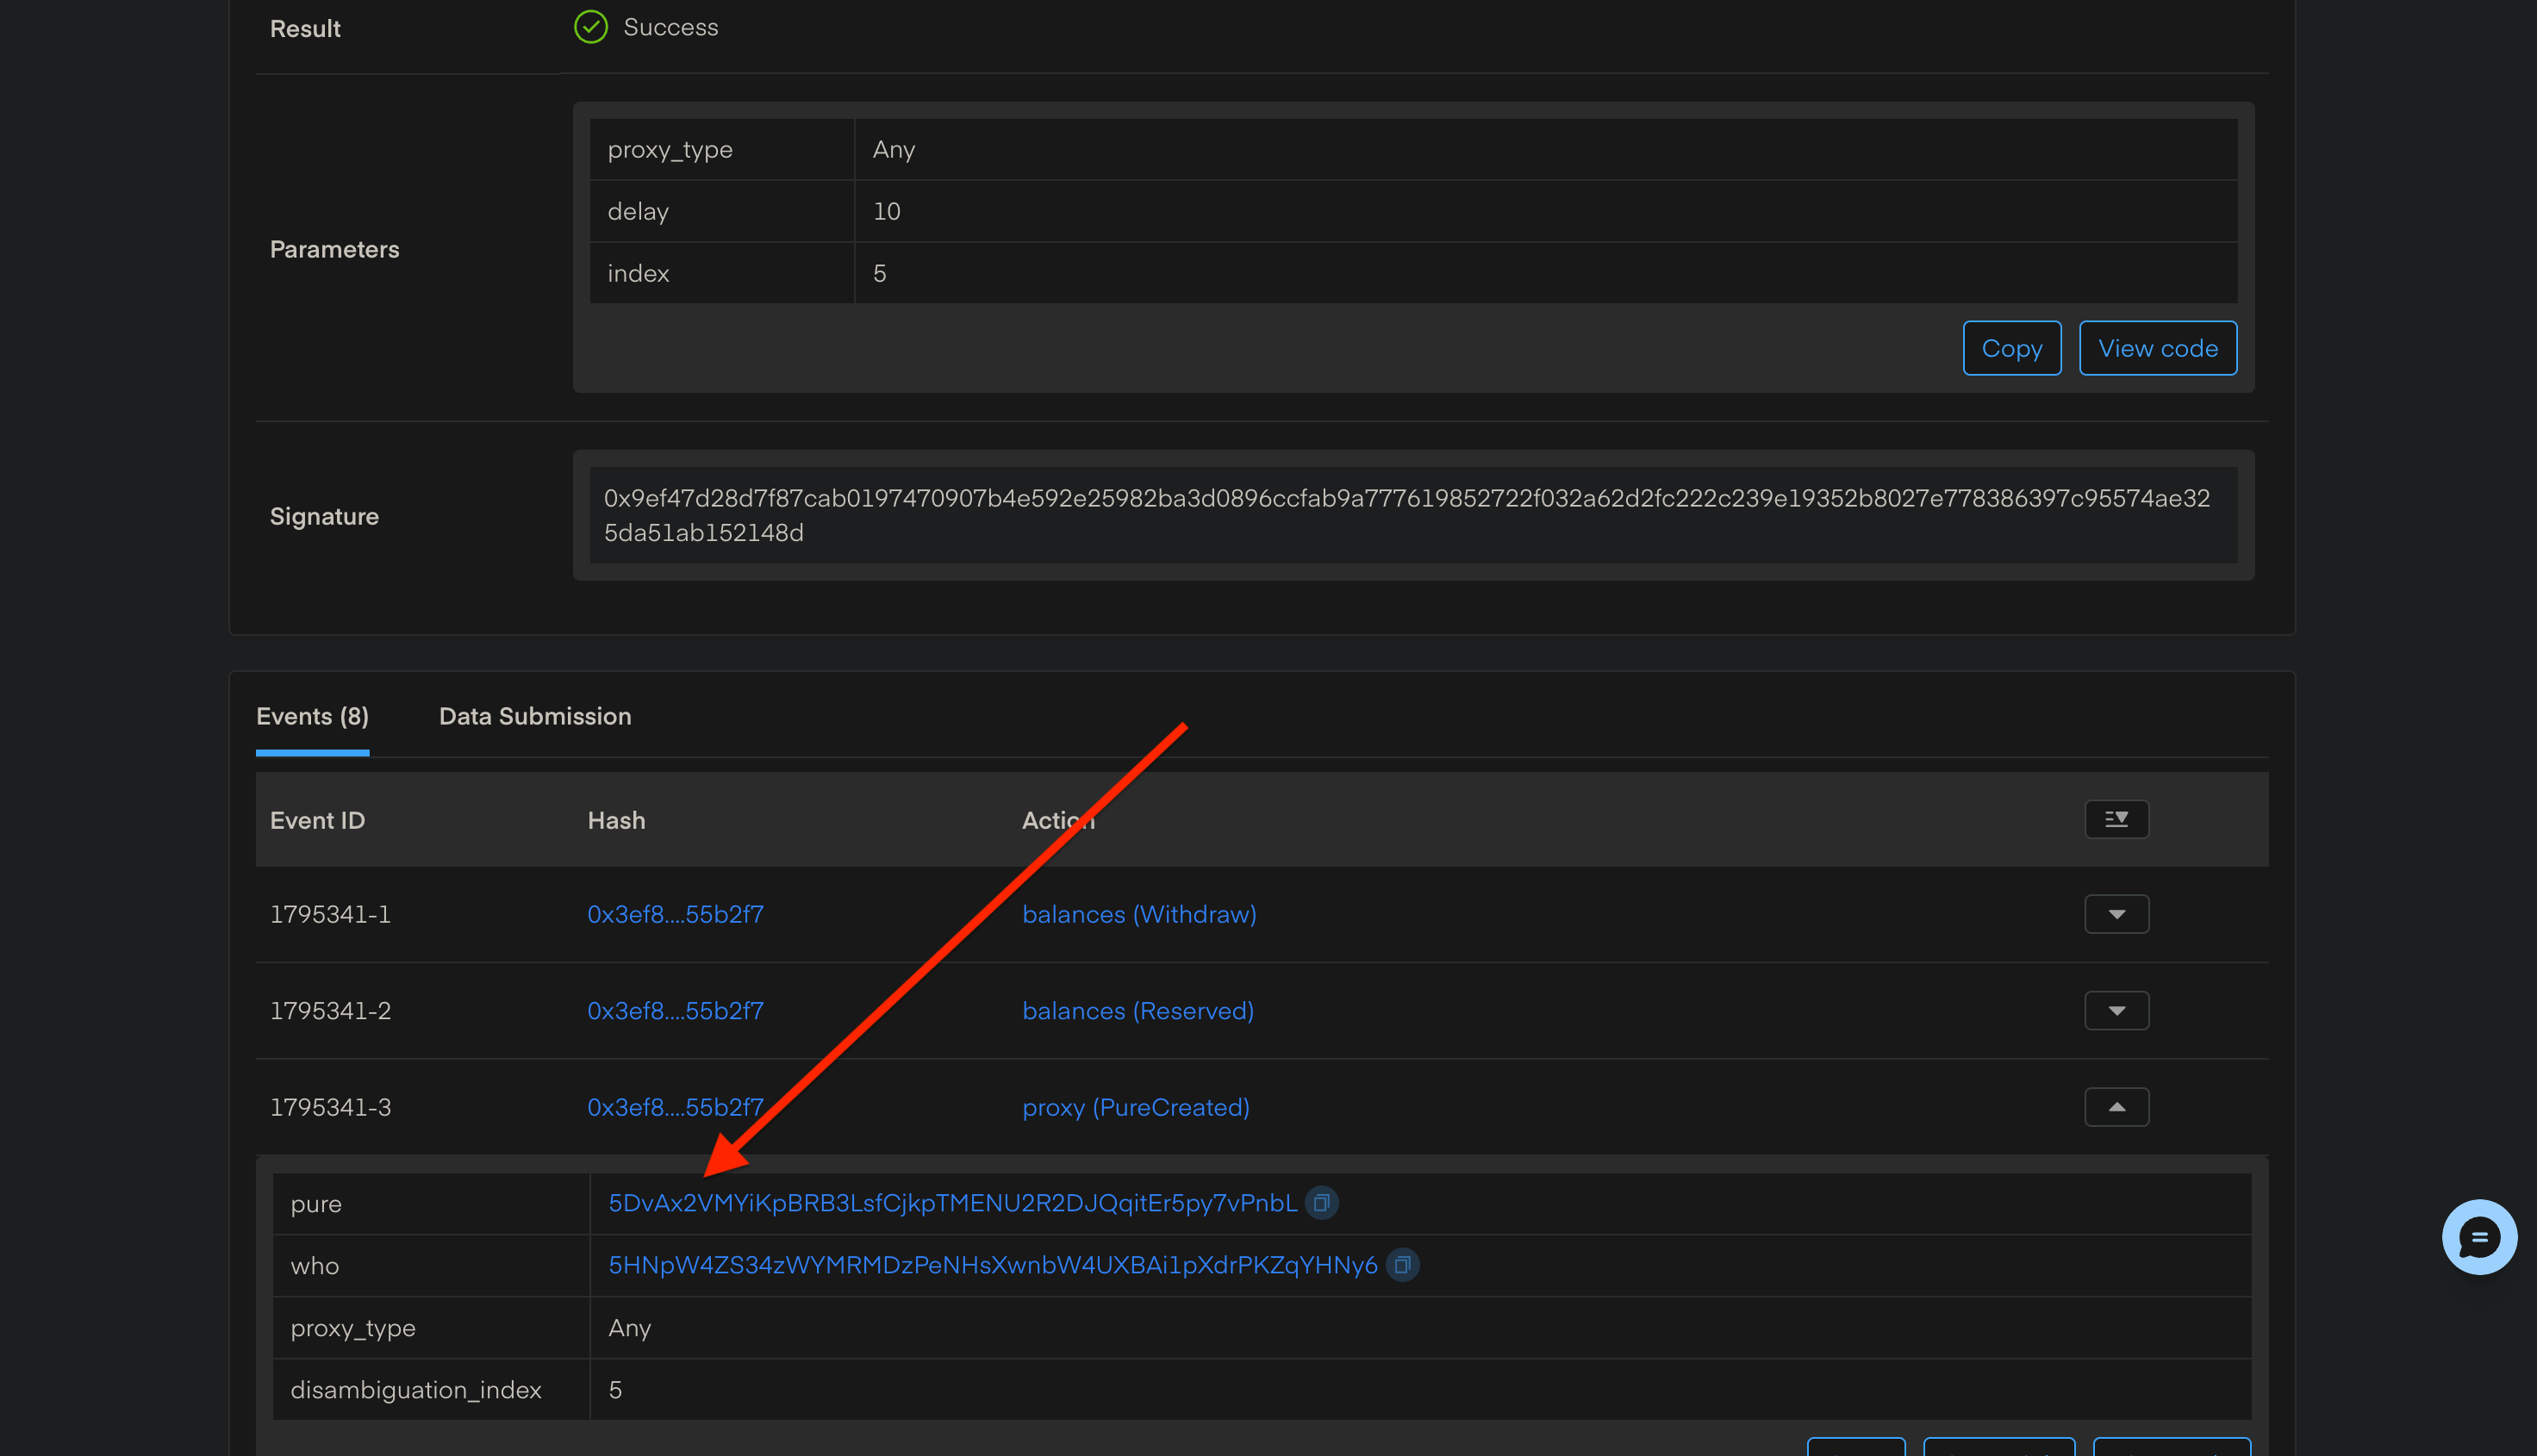 Result Success
Parameters
proxy_type Any
delay 10
index 5
Copy View code
Signature
0x9ef47d28d7f87cab0197470907b4e592e25982ba3d0896ccfab9a777619852722f032a62d2fc222c239e19352b8027e778386397c95574ae32
5da51ab152148d
Events (8) Data Submission
Event ID Hash Action
1795341-1 0x3ef8....55b2f7 balances (Withdraw)
1795341-2 0x3ef8....55b2f7 balances (Reserved)
1795341-3 0x3ef8....55b2f7 proxy (PureCreated)
pure 5DvAx2VMYiKpBRB3LsfCjkpTMENU2R2DJQqitEr5py7vPnbL
who 5HNpW4ZS34zWYMRMDzPeNHsXwnbW4UXBAi1pXdrPKZqYHNy6
proxy_type Any
disambiguation_index 5